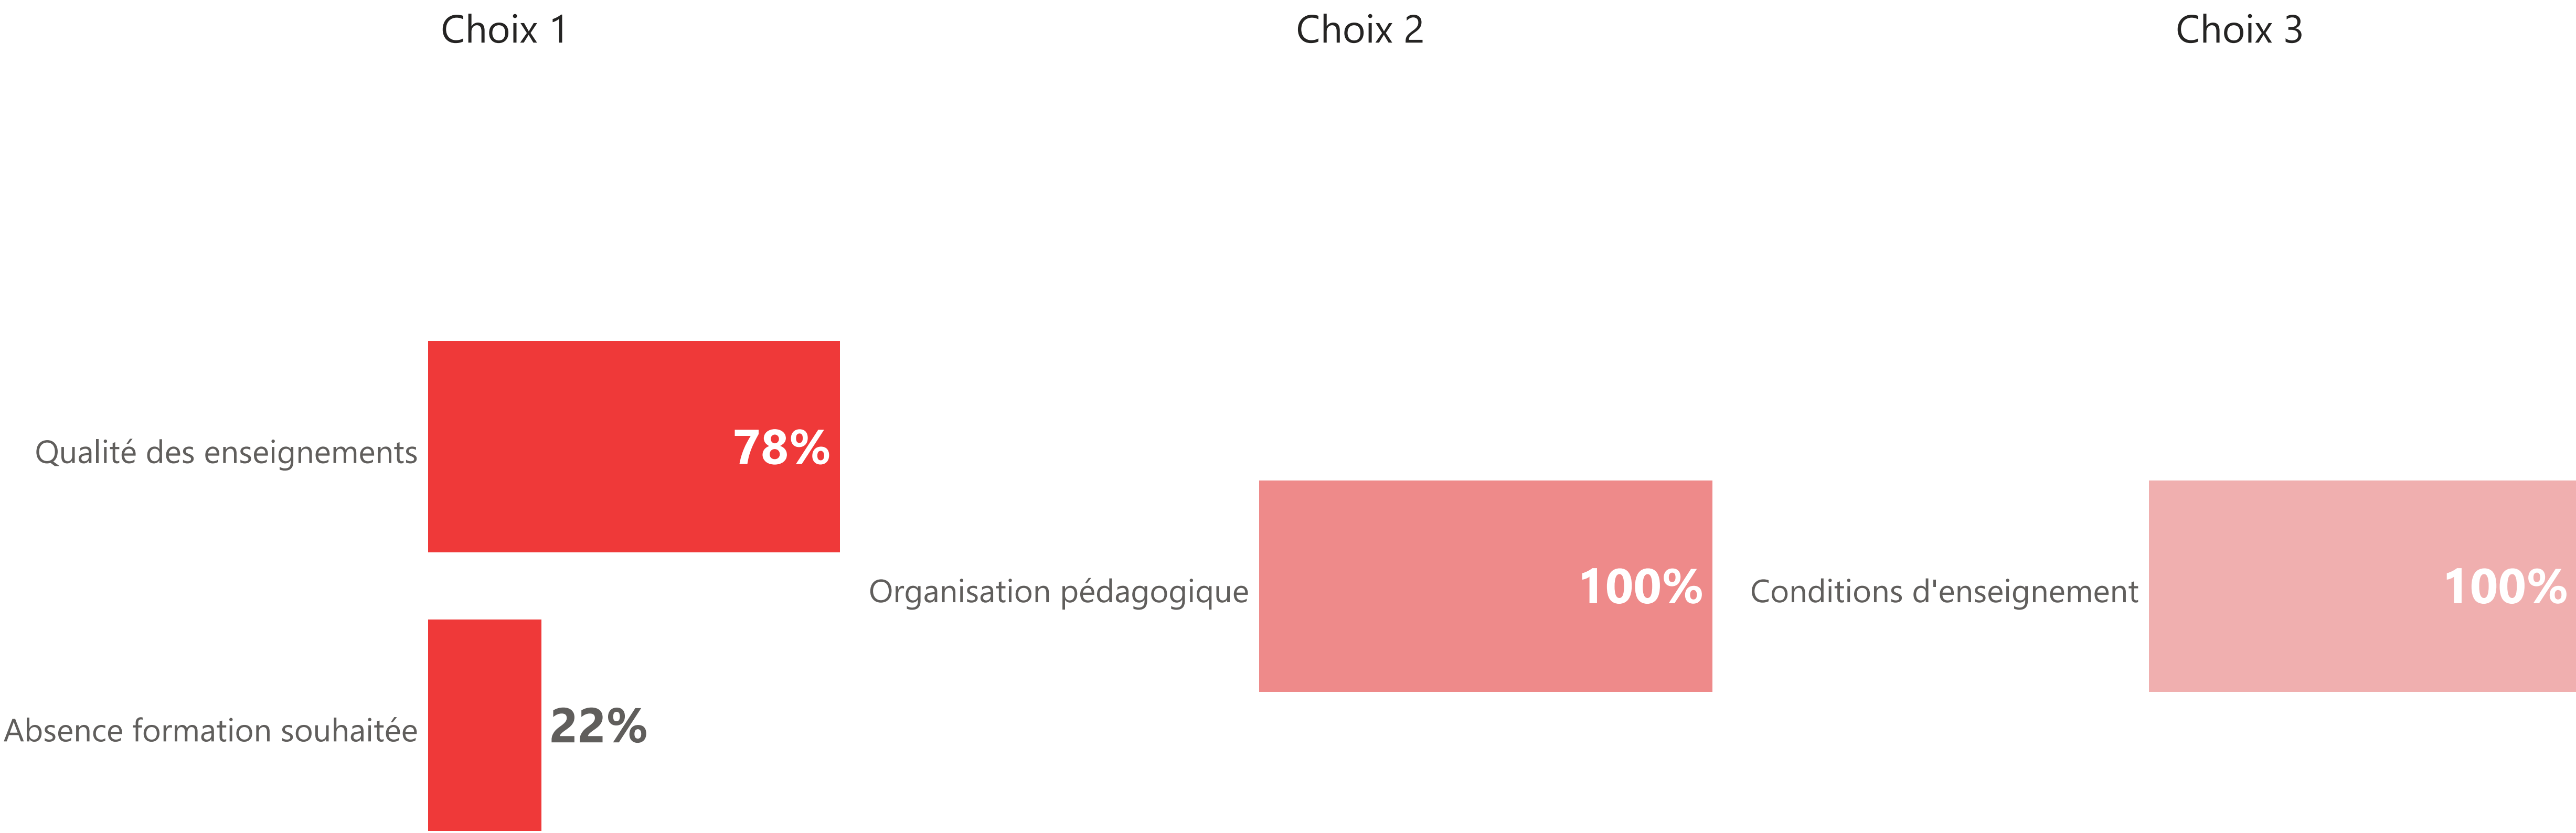 Choix 1
Qualité des enseignements
78%
Absence formation souhaitée
22%
Choix 2
Organisation pédagogique
100%
Choix 3
Conditions d'enseignement
100%